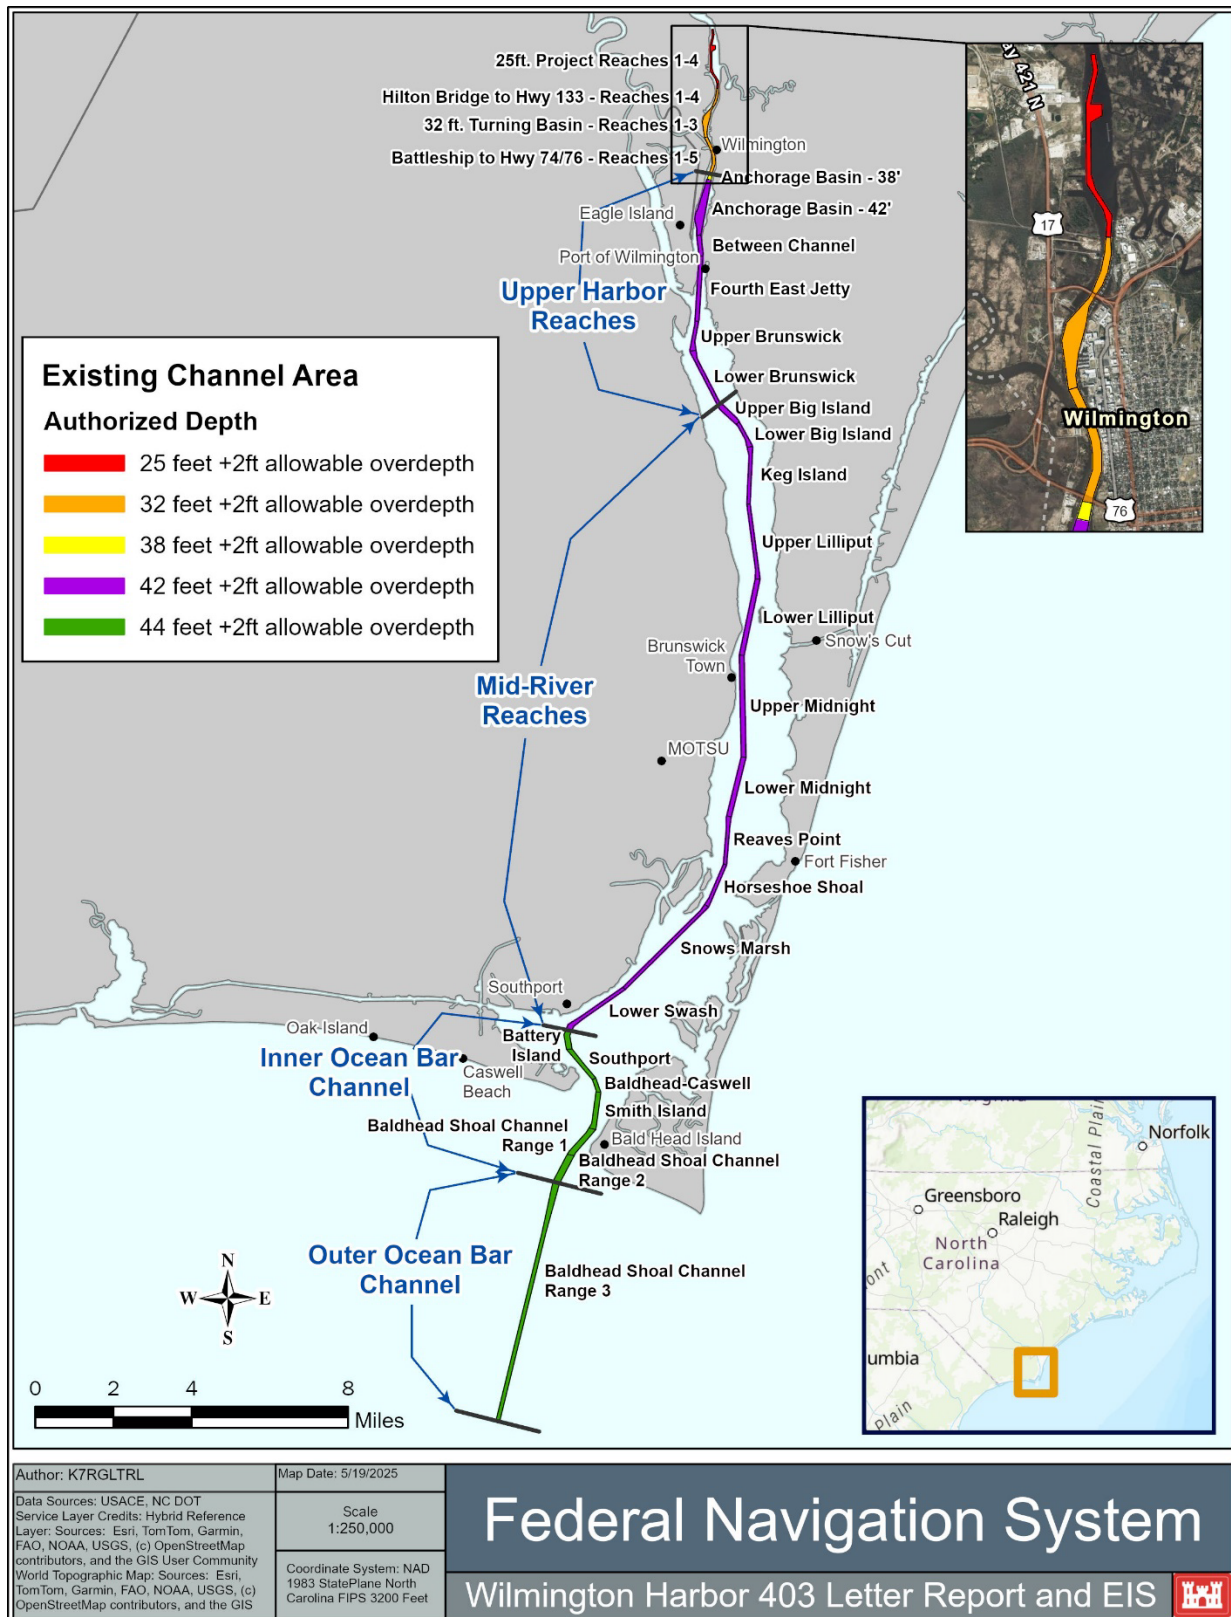 25ft. Project Reaches 1-4
Hilton Bridge to Hwy 133 - Reaches 1-4
32 ft. Turning Basin - Reaches 1-3
Wilmington
Battleship to Hwy 74/76 - Reaches 1-5
Anchorage Basin - 38'
Eagle Island
Anchorage Basin - 42'
Between Channel
Port of Wilmington
Fourth East Jetty
Upper Harbor
Reaches
Upper Brunswick
Lower Brunswick
Upper Big Island
Lower Big Island
Keg Island
Upper Lilliput
Lower Lilliput
Snow's Cut
Brunswick
Town
Mid-River
Reaches
Upper Midnight
MOTSU
Lower Midnight
Reaves Point
Fort Fisher
Horseshoe Shoal
Snows Marsh
Southport
Lower Swash
Oak Island
Battery
Island
Inner Ocean Bar
Channel
Southport
Caswell
Beach
Baldhead-Caswell
Smith Island
Baldhead Shoal Channel
Range 1
Bald Head Island
Baldhead Shoal Channel
Range 2
Outer Ocean Bar
Channel
Baldhead Shoal Channel
Range 3
Existing Channel Area
Authorized Depth
25 feet +2ft allowable overdepth
32 feet +2ft allowable overdepth
38 feet +2ft allowable overdepth
42 feet +2ft allowable overdepth
44 feet +2ft allowable overdepth
421 N
17
Wilmington
76
N
W E
S
0 2 4 8
Miles
Norfolk
Coastal Plain
Greensboro
Raleigh
North
Carolina
ont
umbia
Plain
Author: K7RGLTRL
Data Sources: USACE, NC DOT
Service Layer Credits: Hybrid Reference
Layer: Sources: Esri, TomTom, Garmin,
FAO, NOAA, USGS, (c) OpenStreetMap
contributors, and the GIS User Community
World Topographic Map: Sources: Esri,
TomTom, Garmin, FAO, NOAA, USGS, (c)
OpenStreetMap contributors, and the GIS
Map Date: 5/19/2025
Scale
1:250,000
Coordinate System: NAD
1983 StatePlane North
Carolina FIPS 3200 Feet
Federal Navigation System
Wilmington Harbor 403 Letter Report and EIS